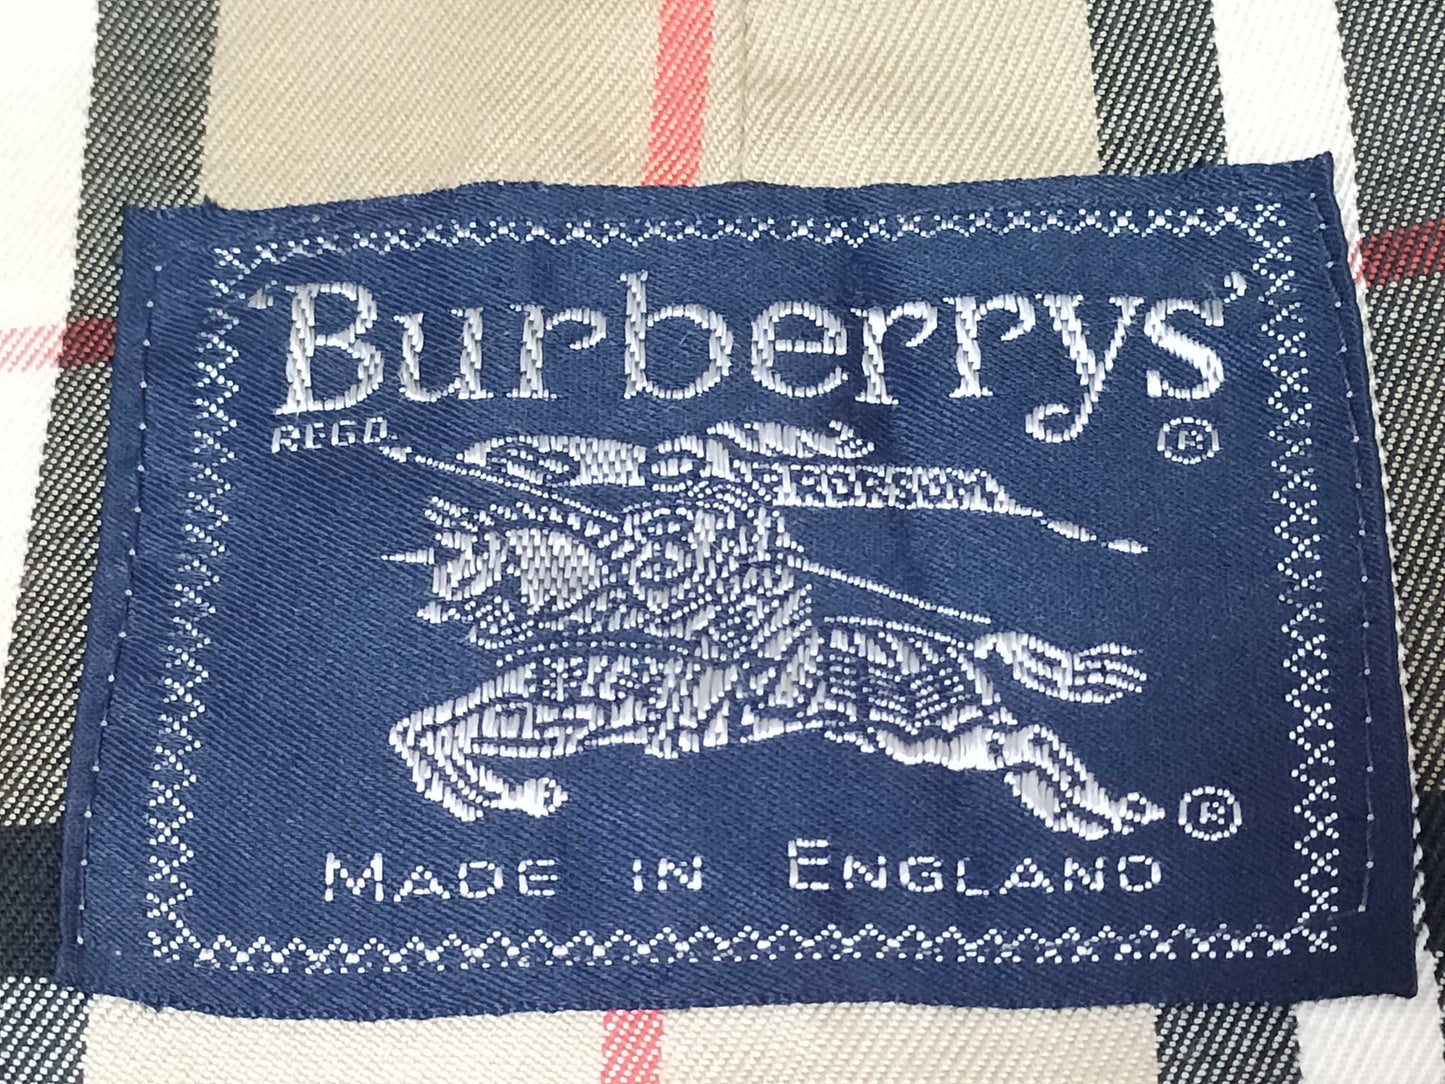 'Burberrys'
REGD. ®
PRORSUM
®
MADE IN ENGLAND